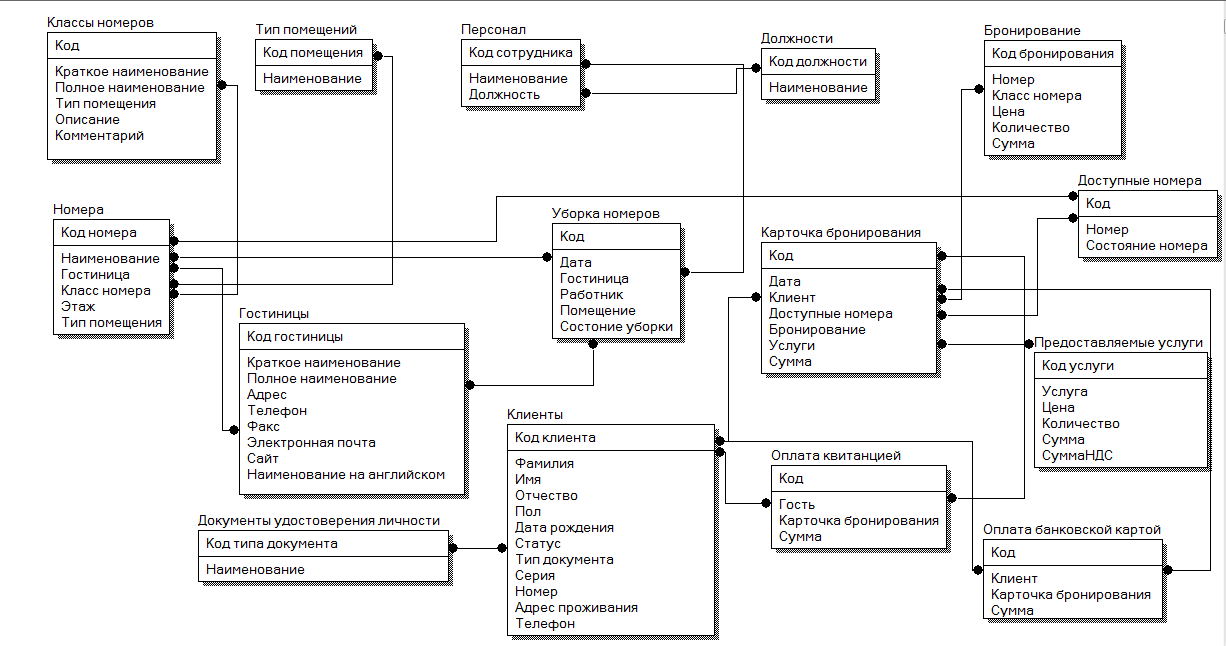 Классы номеров
Код
Краткое наименование
Полное наименование
Тип помещения
Описание
Комментарий
Тип помещений
Код помещения
Наименование
Персонал
Код сотрудника
Наименование
Должность
Должности
Код должности
Наименование
Бронирование
Код бронирования
Номер
Класс номера
Цена
Количество
Сумма
Доступные номера
Код
Номер
Состояние номера
Номера
Код номера
Наименование
Гостиница
Класс номера
Этаж
Тип помещения
Уборка номеров
Код
Дата
Гостиница
Работник
Помещение
Состоние уборки
Карточка бронирования
Код
Дата
Клиент
Доступные номера
Бронирование
Услуги
Сумма
Гостиницы
Код гостиницы
Краткое наименование
Полное наименование
Адрес
Телефон
Факс
Электронная почта
Сайт
Наименование на английском
Предоставляемые услуги
Код услуги
Услуга
Цена
Количество
Сумма
СуммаНДС
Клиенты
Код клиента
Фамилия
Имя
Отчество
Пол
Дата рождения
Статус
Тип документа
Серия
Номер
Адрес проживания
Телефон
Оплата квитанцией
Код
Гость
Карточка бронирования
Сумма
Документы удостоверения личности
Код типа документа
Наименование
Оплата банковской картой
Код
Клиент
Карточка бронирования
Сумма